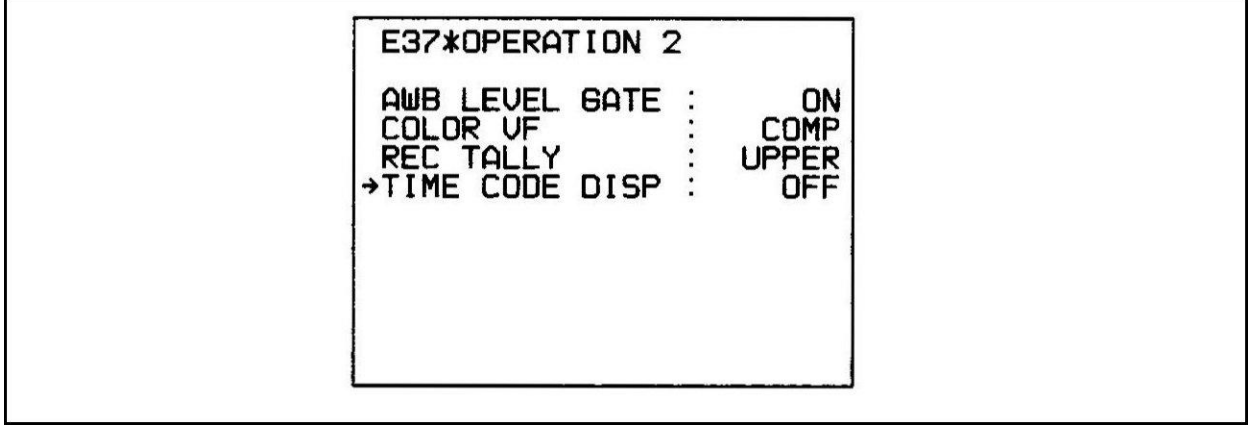 E37*OPERATION 2
AWB LEVEL GATE : ON
COLOR VF : COMP
REC TALLY : UPPER
→TIME CODE DISP : OFF